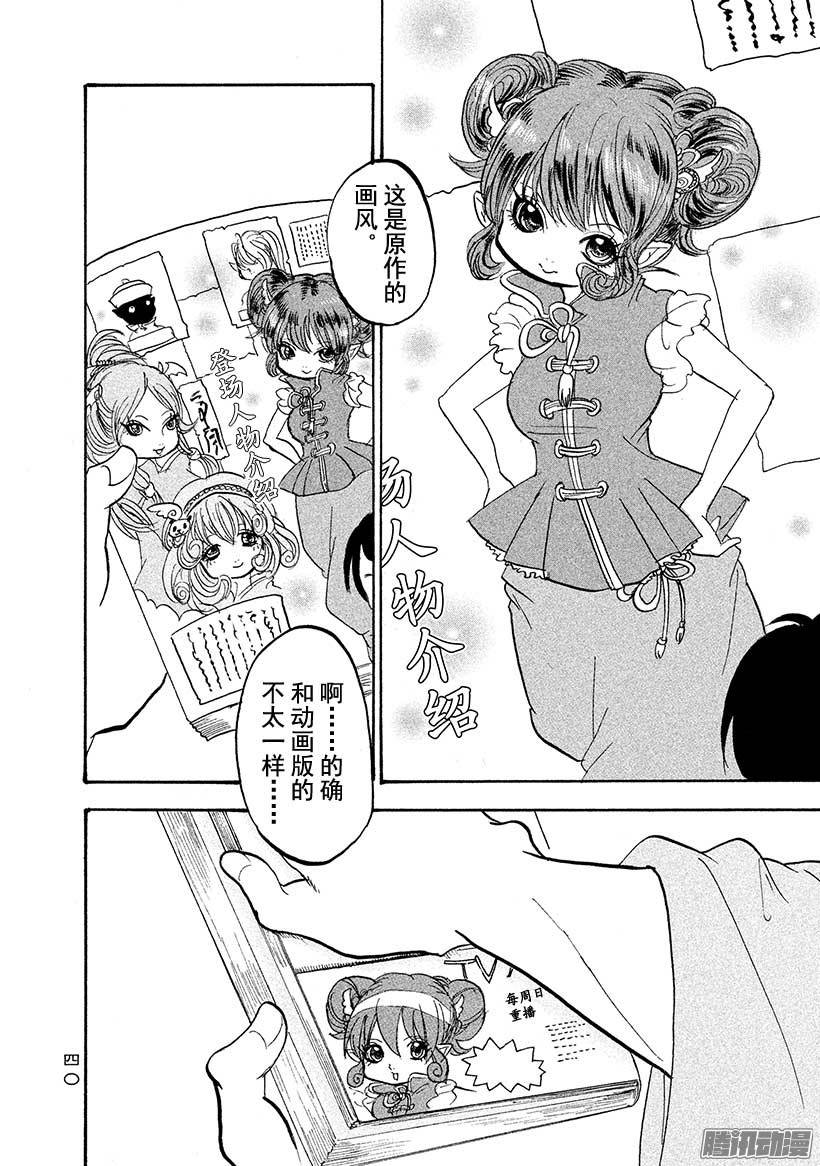 这是原作的
画风。
场人物介绍
登场人物介绍
啊……的确
和动画版的
不太一样……
TV
每周日
重播
四〇
腾讯动漫